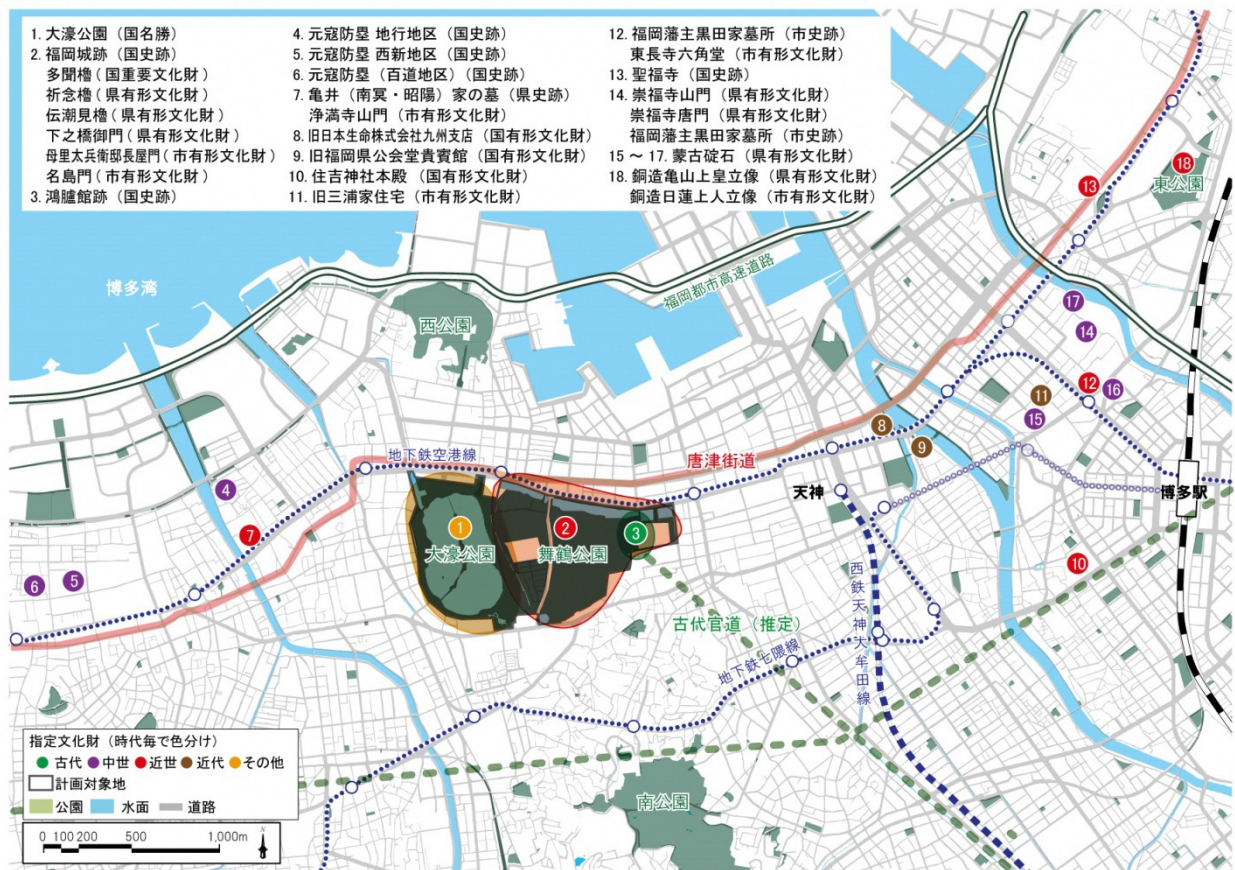 1. 大濠公園（国名勝）
2. 福岡城跡（国史跡）
多聞櫓（国重要文化財）
祈念櫓（県有形文化財）
伝潮見櫓（県有形文化財）
下之橋御門（県有形文化財）
母里太兵衛邸長屋門（市有形文化財）
名島門（市有形文化財）
3. 鴻臚館跡（国史跡）
4. 元寇防塁 地行地区（国史跡）
5. 元寇防塁 西新地区（国史跡）
6. 元寇防塁（百道地区）（国史跡）
7. 亀井（南冥・昭陽）家の墓（県史跡）
浄満寺山門（市有形文化財）
8. 旧日本生命株式会社九州支店（国有形文化財）
9. 旧福岡県公会堂貴賓館（国有形文化財）
10. 住吉神社本殿（国有形文化財）
11. 旧三浦家住宅（市有形文化財）
12. 福岡藩主黒田家墓所（市史跡）
東長寺六角堂（市有形文化財）
13. 聖福寺（国史跡）
14. 崇福寺山門（県有形文化財）
崇福寺唐門（県有形文化財）
福岡藩主黒田家墓所（市史跡）
15～17. 蒙古碇石（県有形文化財）
18. 銅造亀山上皇立像（県有形文化財）
銅造日蓮上人立像（市有形文化財）
18
東公園
13
博多湾
福岡都市高速道路
西公園
17
14
12
16
11
15
8
9
唐津街道
地下鉄空港線
天神
博多駅
4
7
6
5
1
大濠公園
2
舞鶴公園
3
10
古代官道（推定）
西鉄天神大牟田線
地下鉄七隈線
南公園
指定文化財（時代毎で色分け）
古代 中世 近世 近代 その他
計画対象地
公園 水面 道路
0 100 200 500 1,000m
N